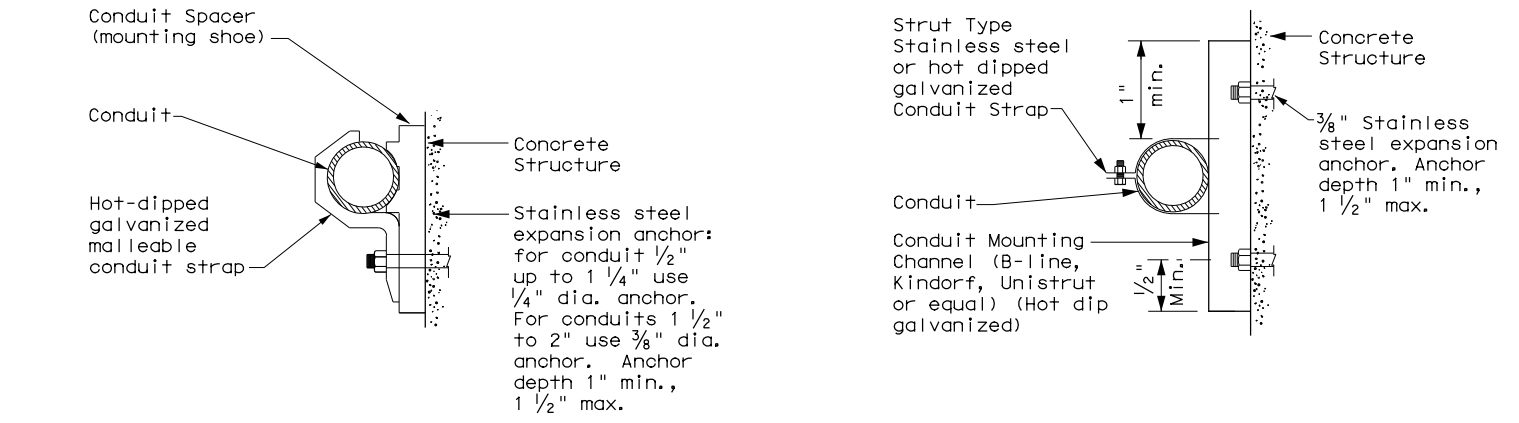 Conduit Spacer
(mounting shoe)
Conduit
Hot-dipped
galvanized
malleable
conduit strap
Concrete
Structure
Stainless steel
expansion anchor:
for conduit 1/2"
up to 1 1/4" use
1/4" dia. anchor.
For conduits 1 1/2"
to 2" use 3/8" dia.
anchor. Anchor
depth 1" min.,
1 1/2" max.
Strut Type
Stainless steel
or hot dipped
galvanized
Conduit Strap
1"
min.
Concrete
Structure
3/8" Stainless
steel expansion
anchor. Anchor
depth 1" min.,
1 1/2" max.
Conduit
Conduit Mounting
Channel (B-line,
Kindorf, Unistrut
or equal) (Hot dip
galvanized)
1/2"
Min.